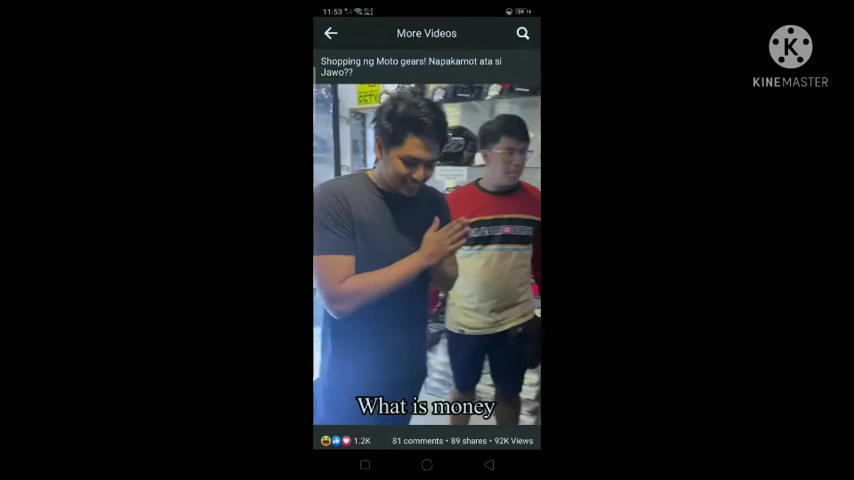 11:53
More Videos
Shopping ng Moto gears! Napakamot ata si
Jawo??
CCTV
What is money
1.2K
81 comments • 89 shares • 92K Views
K
KINEMASTER